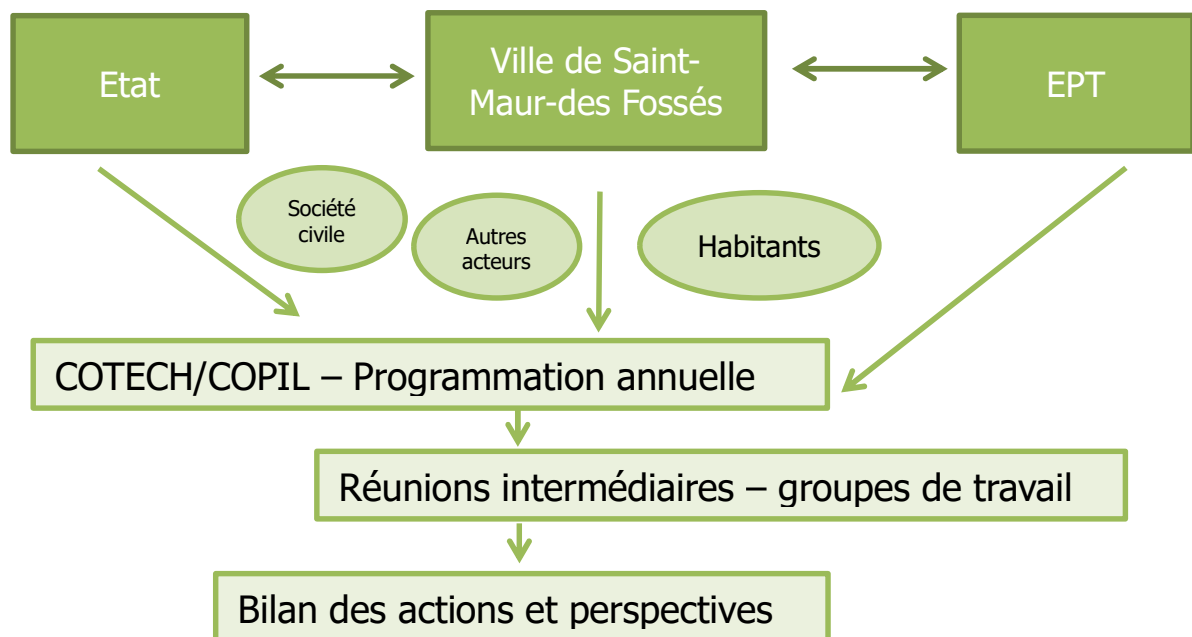 Etat
Ville de Saint-
Maur-des Fossés
EPT
Société
civile
Autres
acteurs
Habitants
COTECH/COPIL – Programmation annuelle
Réunions intermédiaires – groupes de travail
Bilan des actions et perspectives